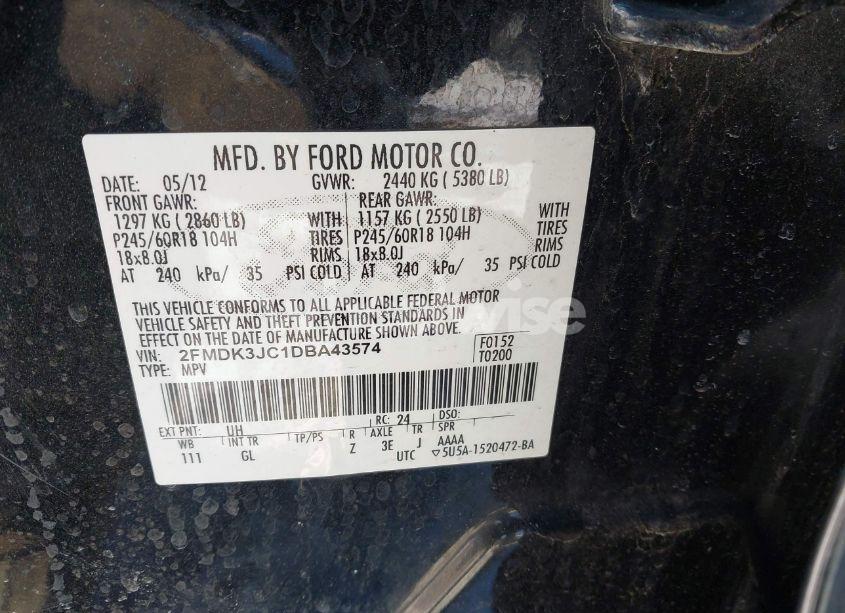 MFD. BY FORD MOTOR CO.
DATE: 05/12 GVWR: 2440 KG ( 5380 LB)
FRONT GAWR: REAR GAWR:
1297 KG ( 2860 LB) WITH 1157 KG ( 2550 LB) WITH
P245/60R18 104H TIRES P245/60R18 104H TIRES
18x8.0J RIMS 18x8.0J RIMS
AT 240 kPa/ 35 PSI COLD AT 240 kPa/ 35 PSI COLD
THIS VEHICLE CONFORMS TO ALL APPLICABLE FEDERAL MOTOR
VEHICLE SAFETY AND THEFT PREVENTION STANDARDS IN
EFFECT ON THE DATE OF MANUFACTURE SHOWN ABOVE.
VIN: 2FMDK3JC1DBA43574 F0152
TYPE: MPV T0200
EXT PNT: UH RC: 24 DSO:
WB INT TR TP/PS R AXLE TR SPR
111 GL Z 3E J AAAA
UTC ▽5U5A-1520472-BA